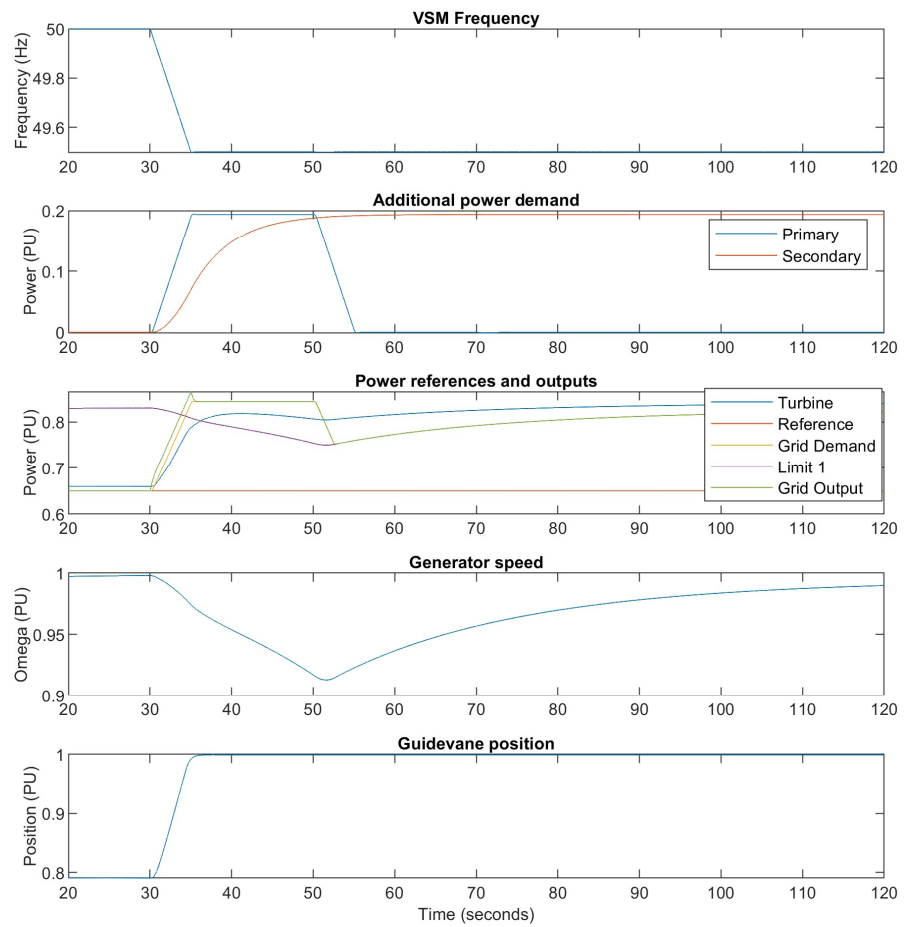 VSM Frequency
Frequency (Hz)
50
49.8
49.6
20 30 40 50 60 70 80 90 100 110 120
Additional power demand
Power (PU)
0.2
0.1
0
Primary
Secondary
20 30 40 50 60 70 80 90 100 110 120
Power references and outputs
Power (PU)
0.8
0.7
0.6
Turbine
Reference
Grid Demand
Limit 1
Grid Output
20 30 40 50 60 70 80 90 100 110 120
Generator speed
Omega (PU)
1
0.95
0.9
20 30 40 50 60 70 80 90 100 110 120
Guidevane position
Position (PU)
1
0.9
0.8
20 30 40 50 60 70 80 90 100 110 120
Time (seconds)